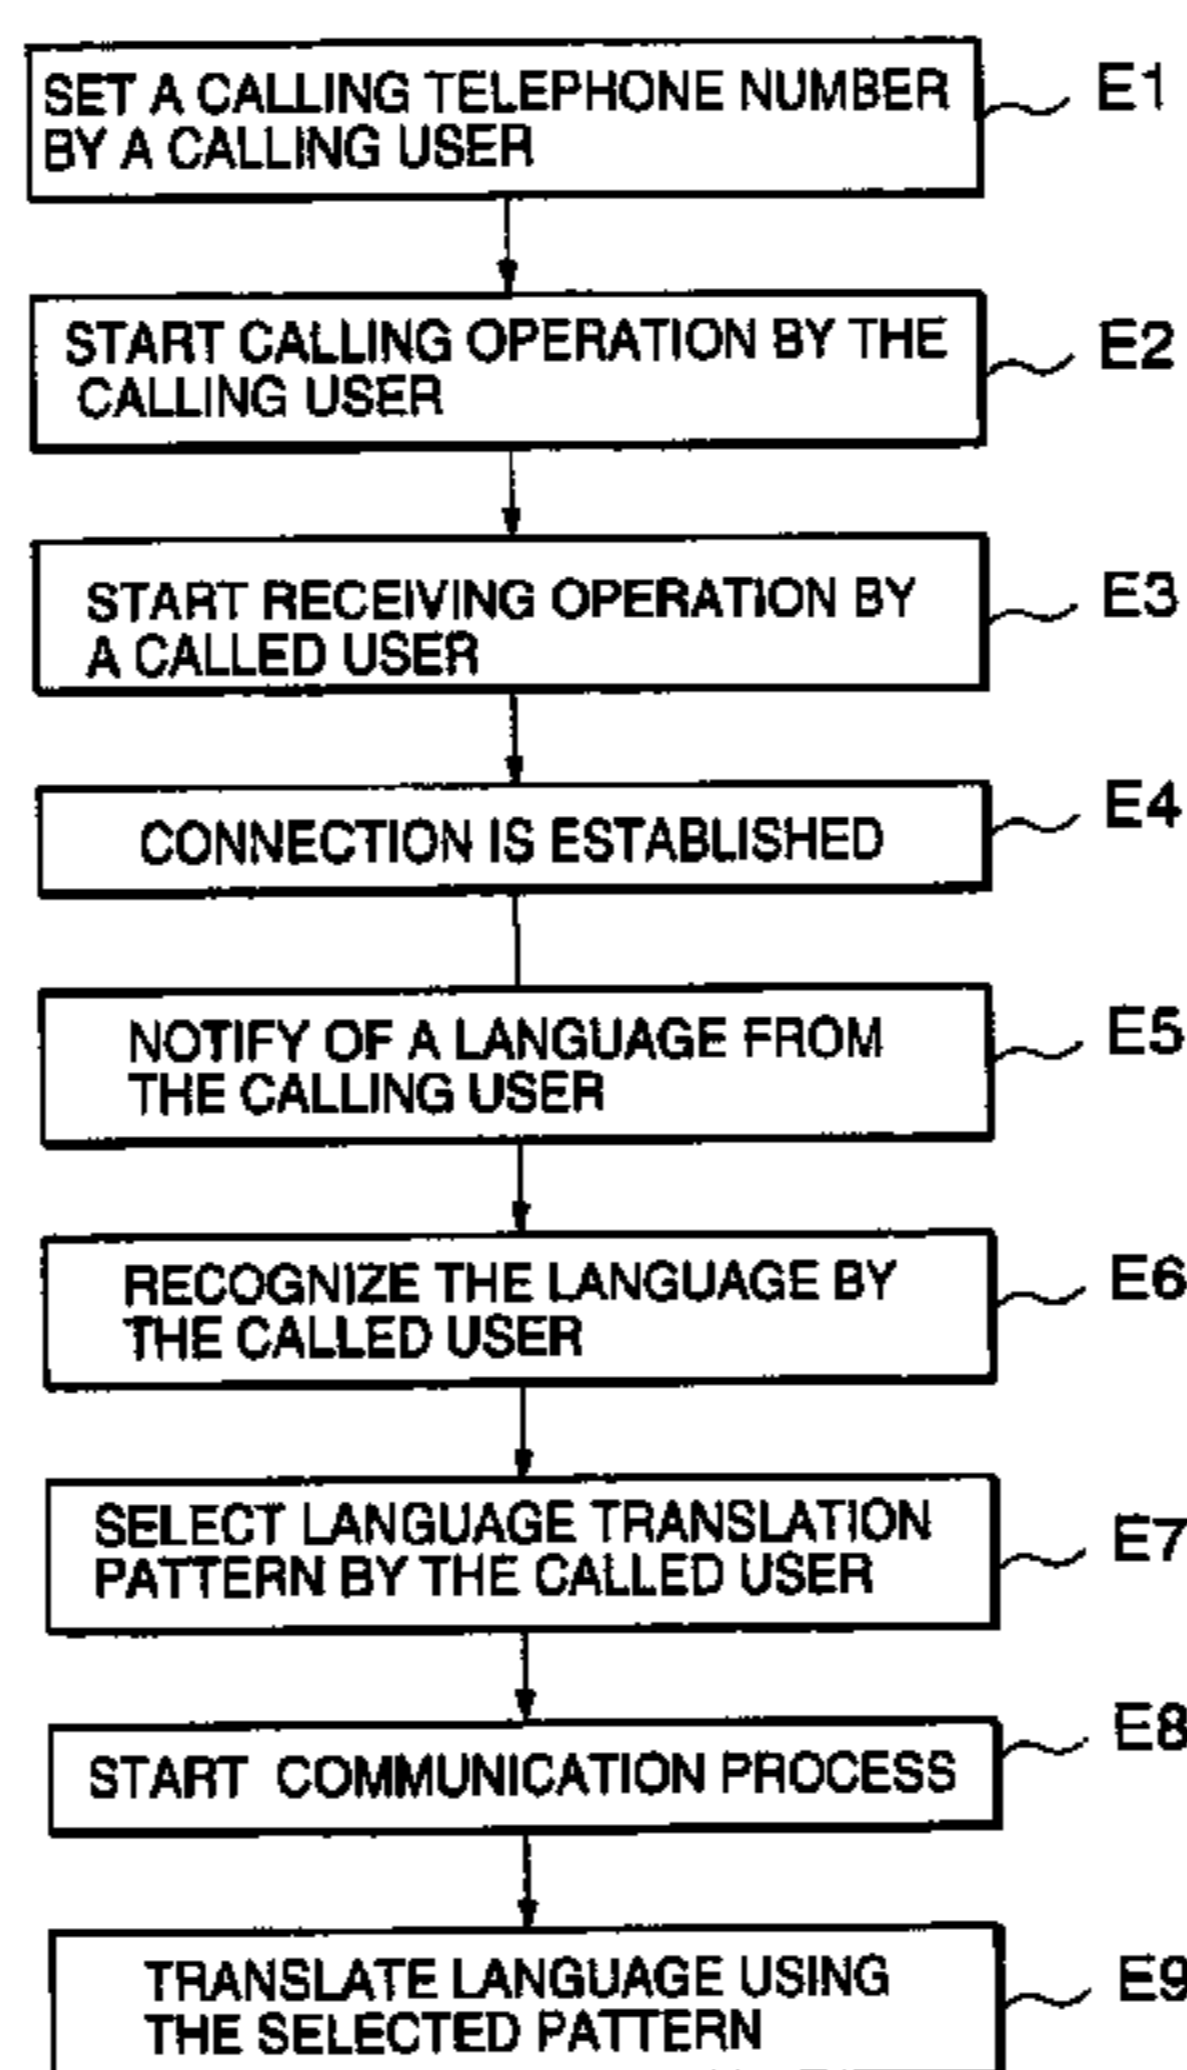 SET A CALLING TELEPHONE NUMBER
BY A CALLING USER
E1
START CALLING OPERATION BY THE
CALLING USER
E2
START RECEIVING OPERATION BY
A CALLED USER
E3
CONNECTION IS ESTABLISHED
E4
NOTIFY OF A LANGUAGE FROM
THE CALLING USER
E5
RECOGNIZE THE LANGUAGE BY
THE CALLED USER
E6
SELECT LANGUAGE TRANSLATION
PATTERN BY THE CALLED USER
E7
START COMMUNICATION PROCESS
E8
TRANSLATE LANGUAGE USING
THE SELECTED PATTERN
E9